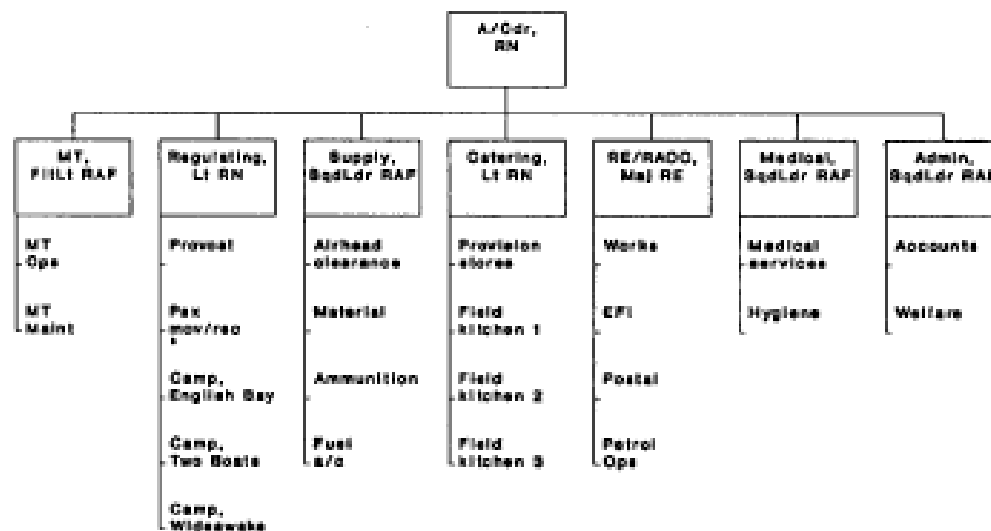 A/Cdr,
RN
MT,
FltLt RAF
MT
Ops
MT
Maint
Regulating,
Lt RN
Provost
Pax
mov/rec
Camp,
English Bay
Camp,
Two Boats
Camp,
Wideawake
Supply,
SqdLdr RAF
Airhead
clearance
Material
Ammunition
Fuel
a/c
Catering,
Lt RN
Provision
stores
Field
kitchen 1
Field
kitchen 2
Field
kitchen 3
RE/RAOC,
Maj RE
Works
EFI
Postal
Petrol
Ops
Medical,
SqdLdr RAF
Medical
services
Hygiene
Admin,
SqdLdr RAF
Accounts
Welfare